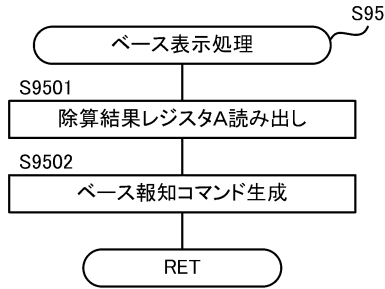 S95
ベース表示処理
S9501
除算結果レジスタA読み出し
S9502
ベース報知コマンド生成
RET